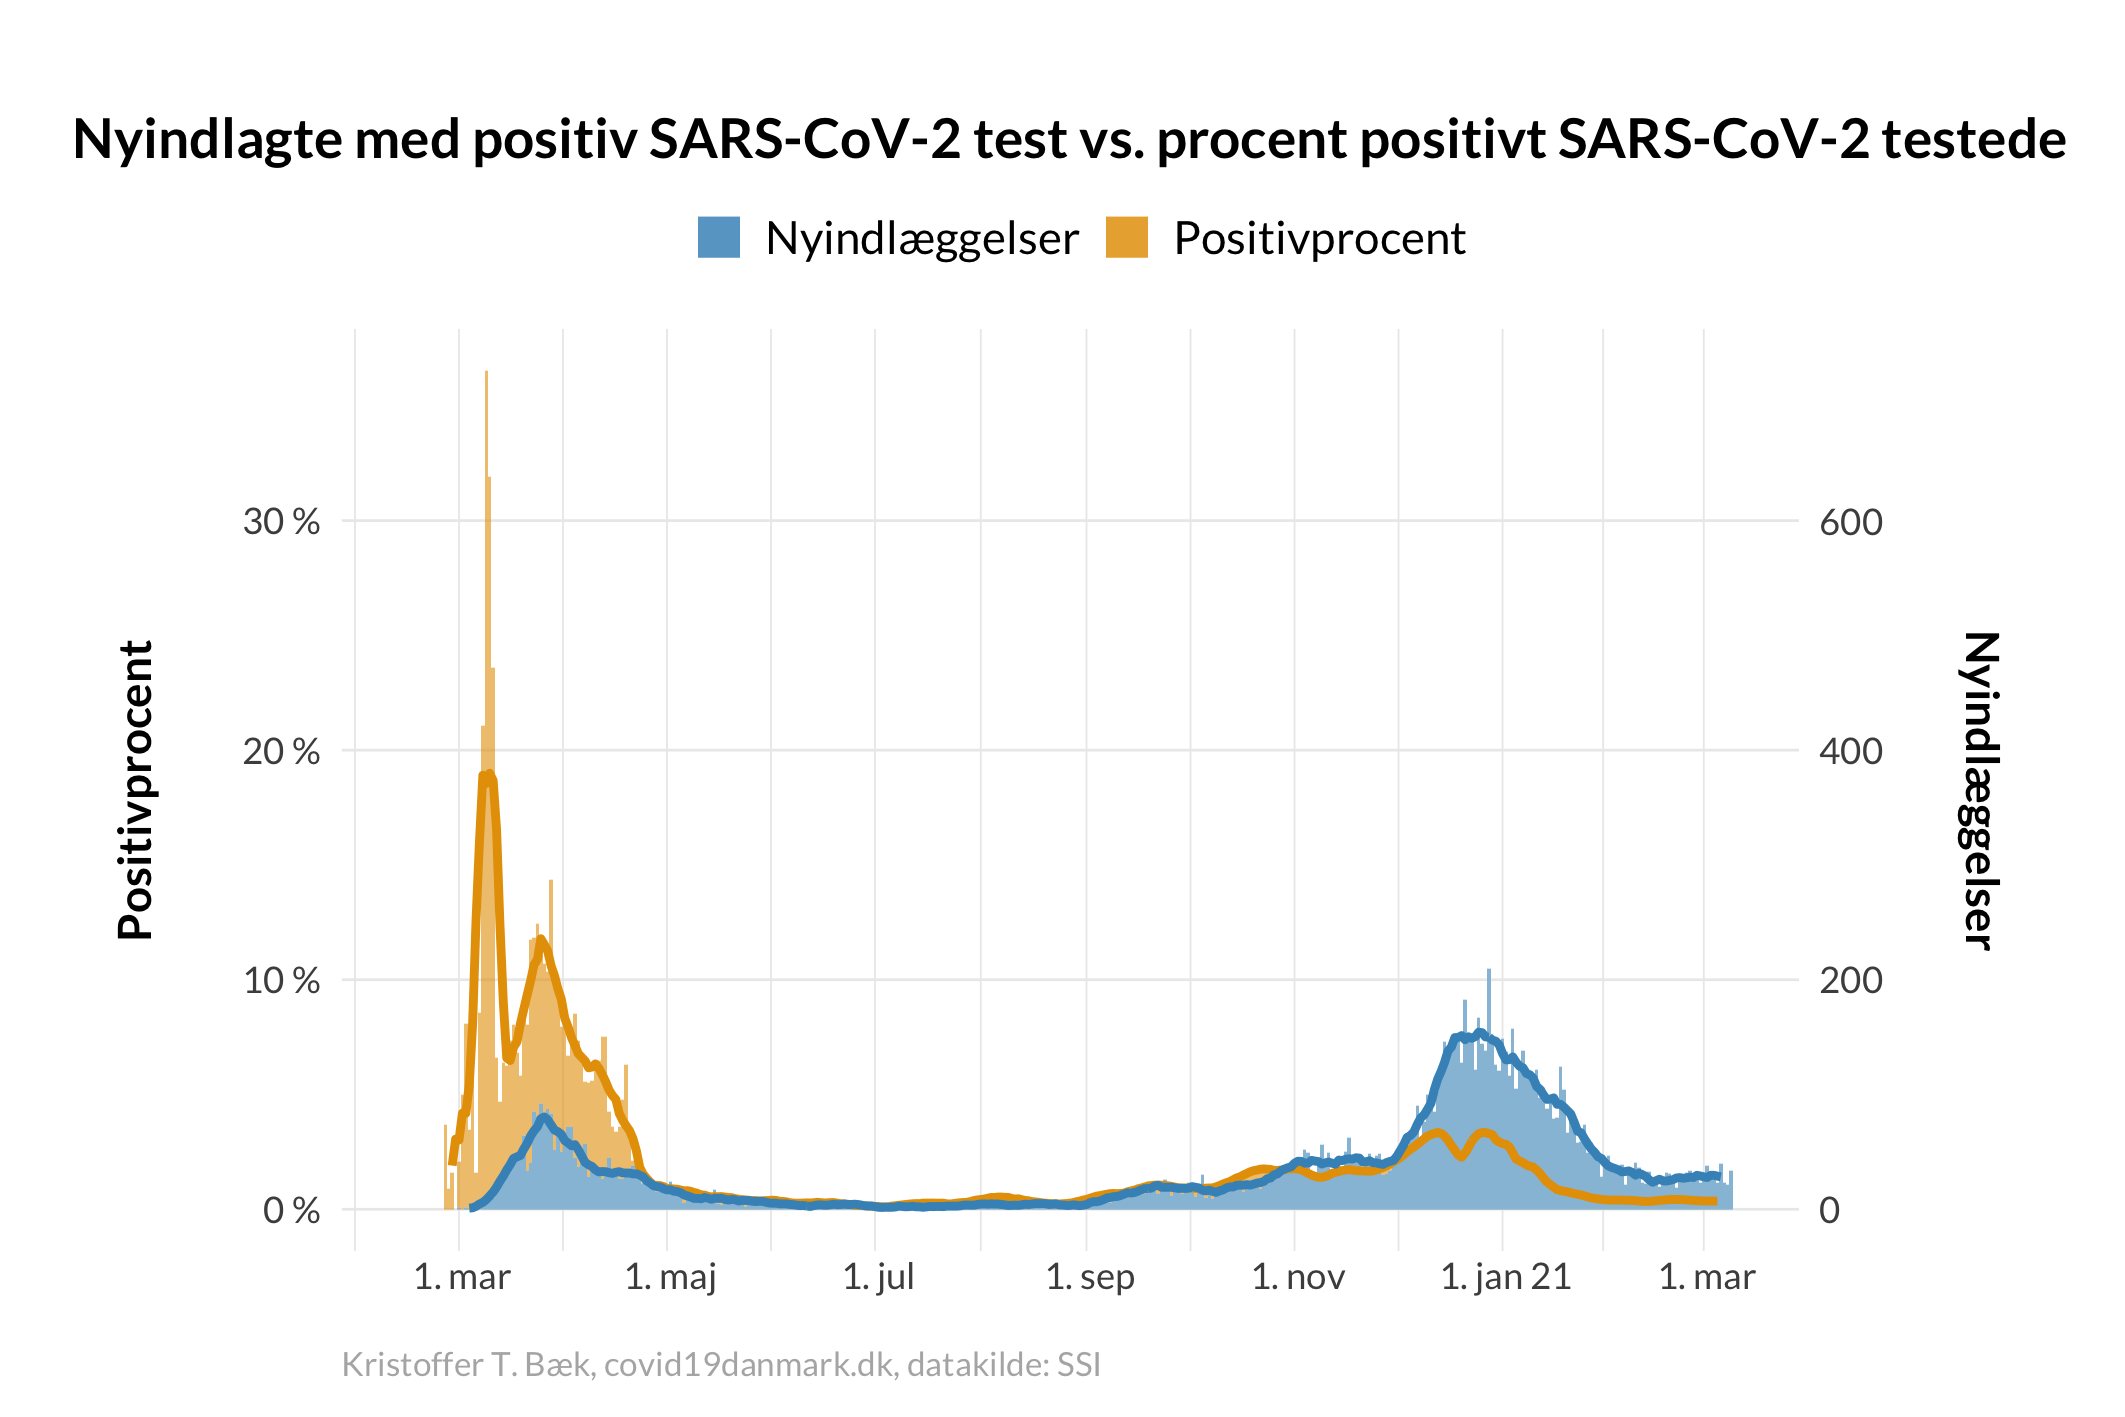 Nyindlagte med positiv SARS-CoV-2 test vs. procent positivt SARS-CoV-2 testede
Nyindlæggelser Positivprocent
Positivprocent
30 %
20 %
10 %
0 %
600
400
200
0
Nyindlæggelser
1. mar 1. maj 1. jul 1. sep 1. nov 1. jan 21 1. mar
Kristoffer T. Bæk, covid19danmark.dk, datakilde: SSI